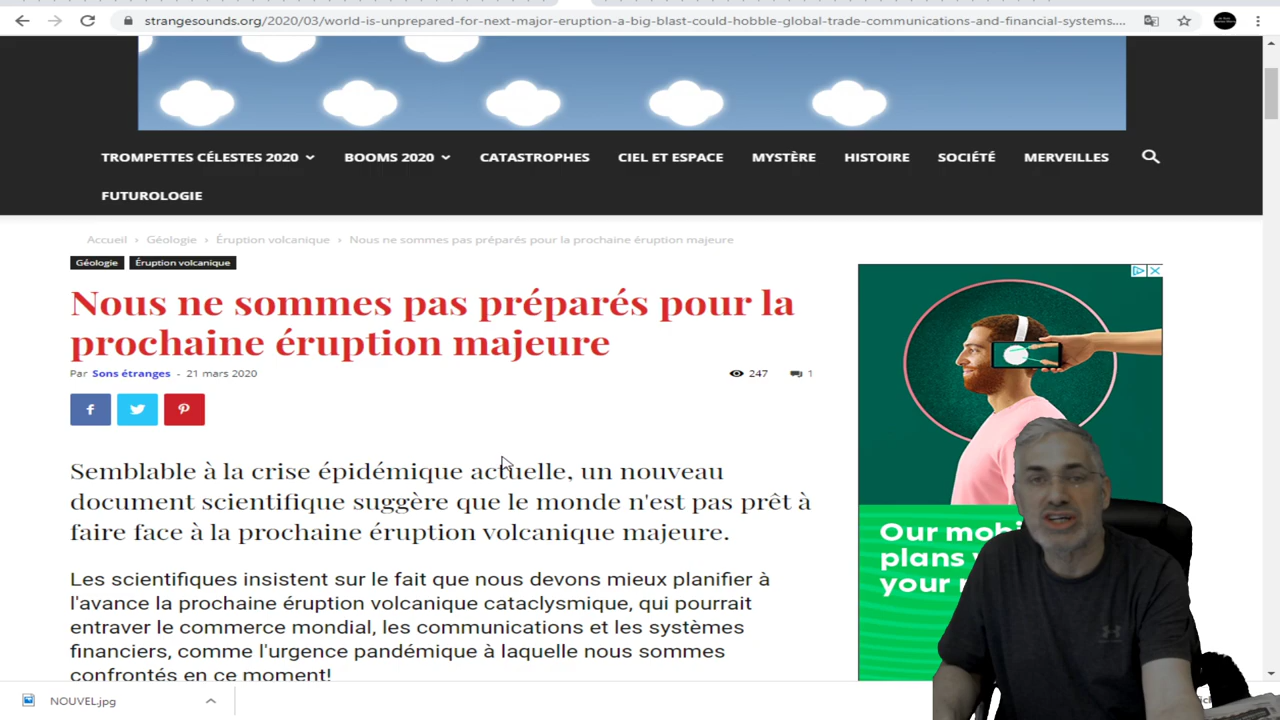 strangesounds.org/2020/03/world-is-unprepared-for-next-major-eruption-a-big-blast-could-hobble-global-trade-communications-and-financial-systems....
TROMPETTES CÉLESTES 2020 BOOMS 2020 CATASTROPHES CIEL ET ESPACE MYSTÈRE HISTOIRE SOCIÉTÉ MERVEILLES
FUTUROLOGIE
Accueil › Géologie › Éruption volcanique › Nous ne sommes pas préparés pour la prochaine éruption majeure
Géologie Éruption volcanique
Nous ne sommes pas préparés pour la
prochaine éruption majeure
Par Sons étranges - 21 mars 2020 247 1
Semblable à la crise épidémique actuelle, un nouveau
document scientifique suggère que le monde n'est pas prêt à
faire face à la prochaine éruption volcanique majeure.
Les scientifiques insistent sur le fait que nous devons mieux planifier à
l'avance la prochaine éruption volcanique cataclysmique, qui pourrait
entraver le commerce mondial, les communications et les systèmes
financiers, comme l'urgence pandémique à laquelle nous sommes
confrontés en ce moment!
Our
plans
your
NOUVEL.jpg